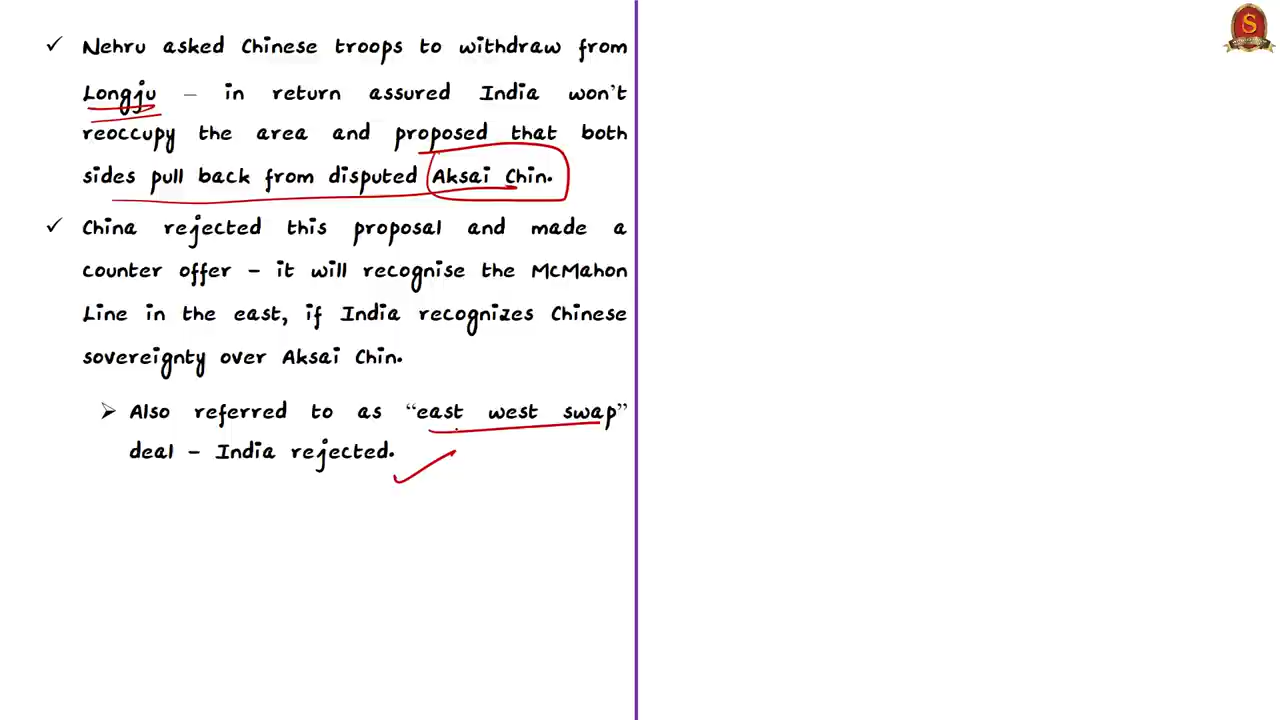 ✓ Nehru asked Chinese troops to withdraw from
Longju – in return assured India won't
reoccupy the area and proposed that both
sides pull back from disputed Aksai Chin.
✓ China rejected this proposal and made a
counter offer – it will recognise the McMahon
Line in the east, if India recognizes Chinese
sovereignty over Aksai Chin.
➢ Also referred to as “east west swap”
deal – India rejected.
S